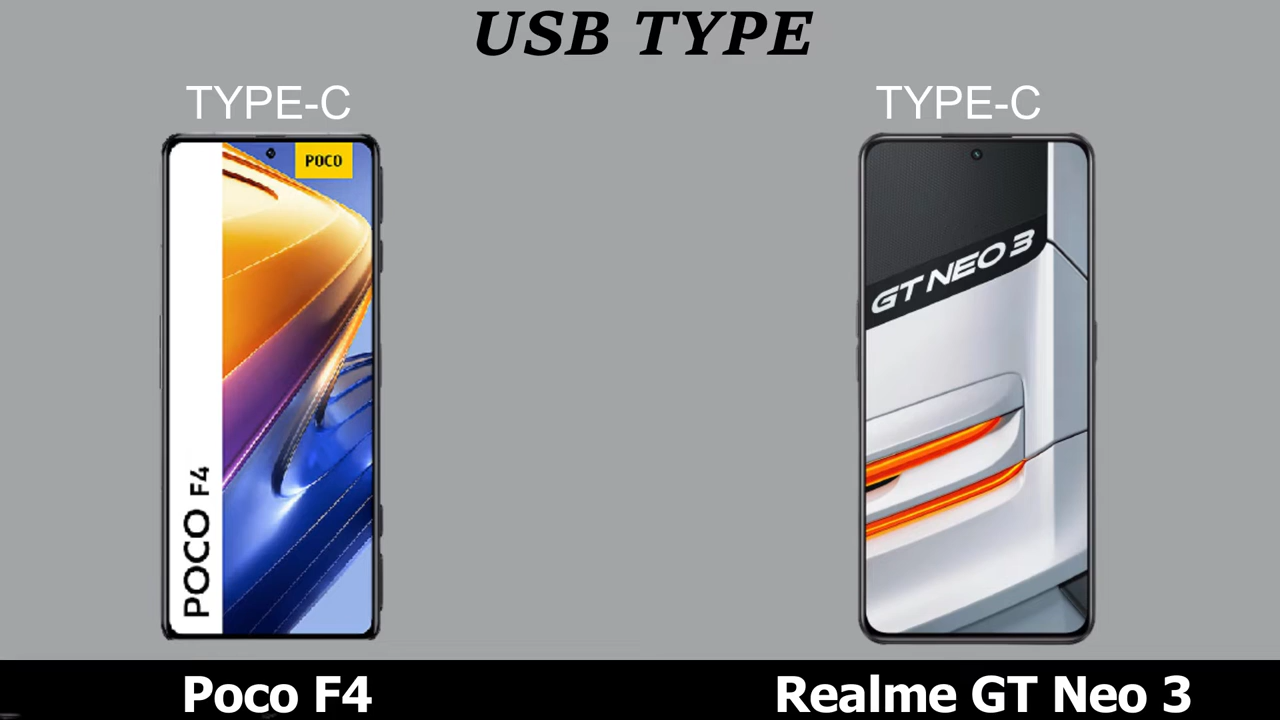 USB TYPE
TYPE-C
TYPE-C
POCO
POCO F4
GT NEO 3
Poco F4
Realme GT Neo 3